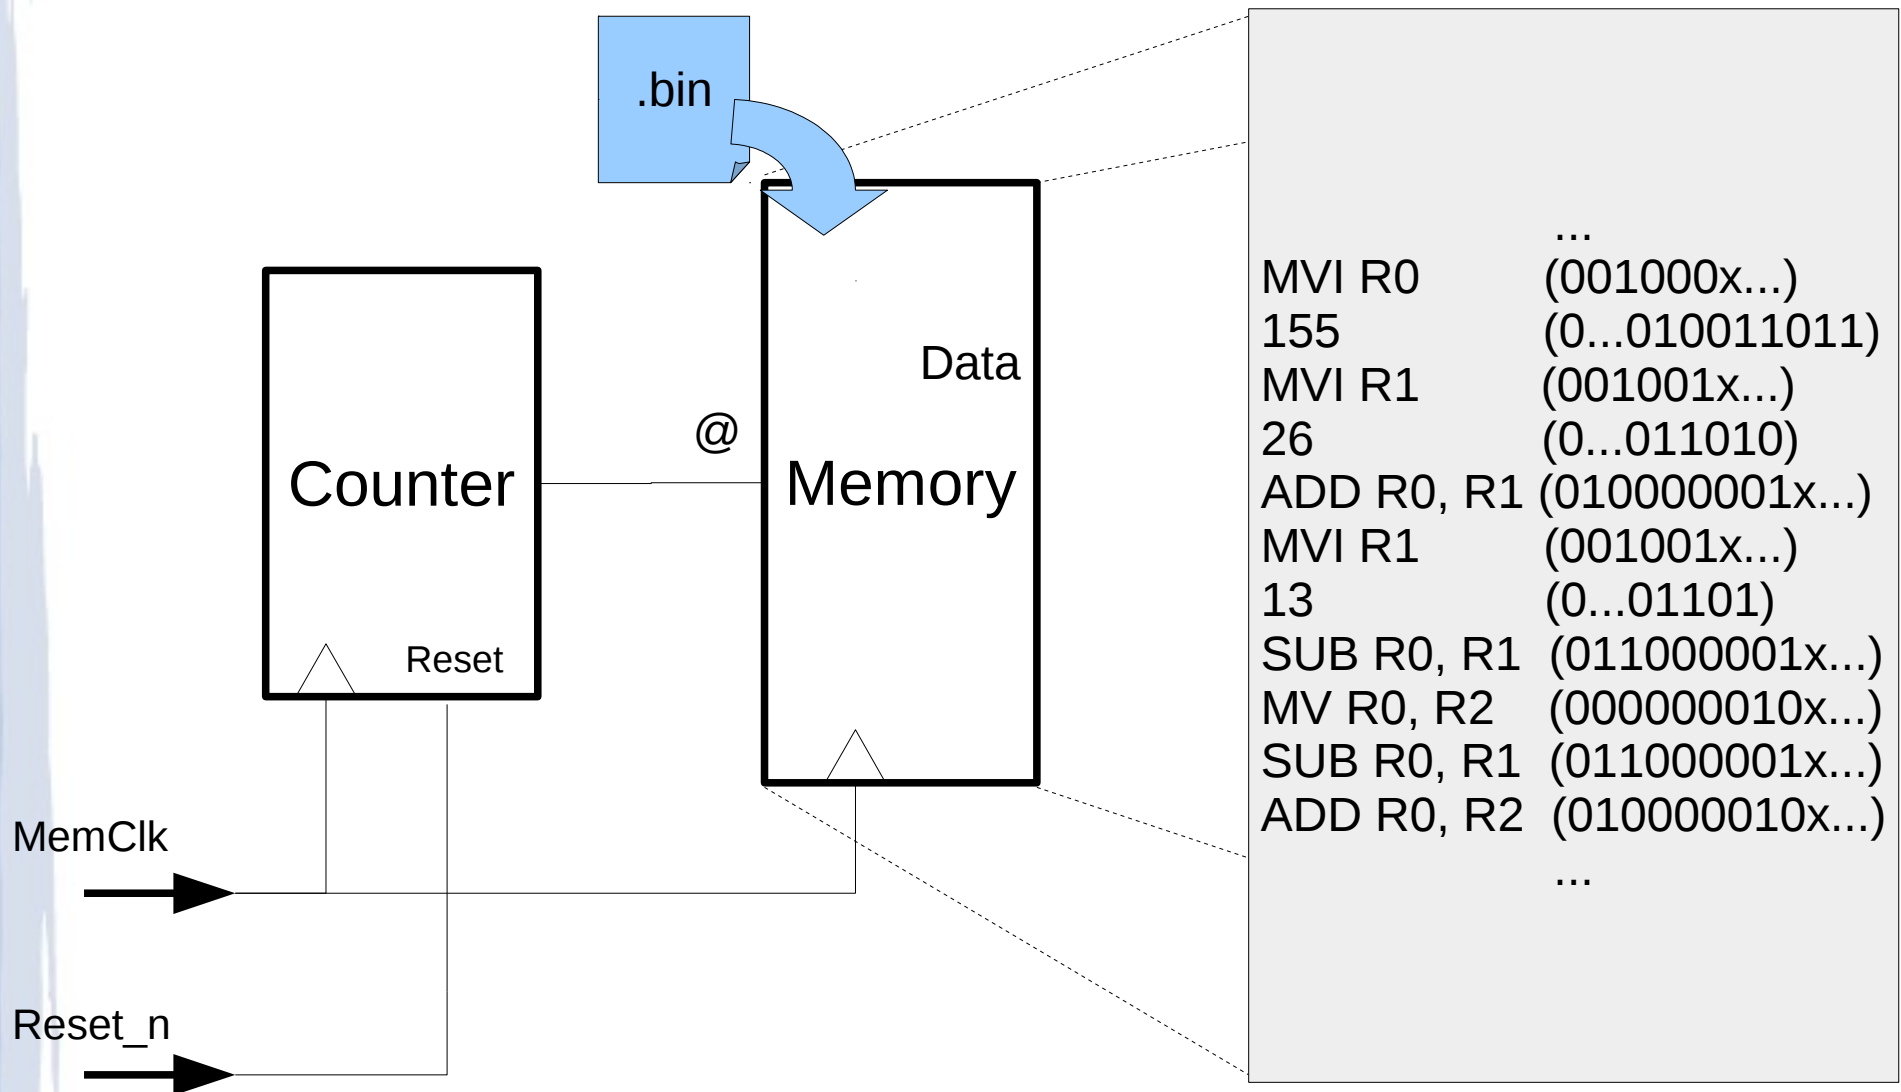 .bin
Data
@
Counter
Memory
Reset
MemClk
Reset_n
...
MVI R0 (001000x...)
155 (0...010011011)
MVI R1 (001001x...)
26 (0...011010)
ADD R0, R1 (010000001x...)
MVI R1 (001001x...)
13 (0...01101)
SUB R0, R1 (011000001x...)
MV R0, R2 (000000010x...)
SUB R0, R1 (011000001x...)
ADD R0, R2 (010000010x...)
...